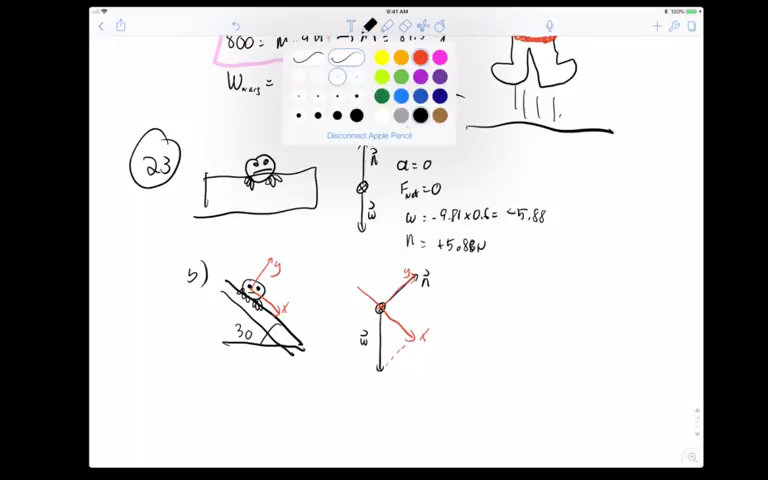 9:41 AM
100%
T
800 =
W
Disconnect Apple Pencil
23
n
w
a = 0
Fnet = 0
w = -9.81 x 0.6 = -5.88
n = +5.88N
b)
y
x
30
y
n
w
x